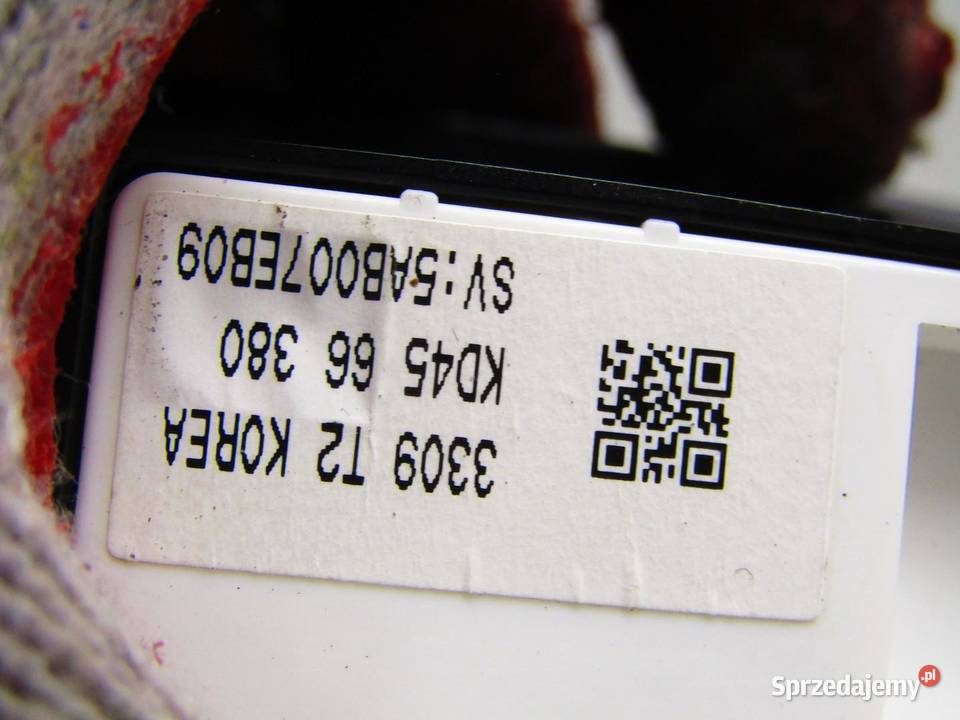 3309 T2 KOREA
KD45 66 380
SV:5AB007EB09
Sprzedajemy.pl